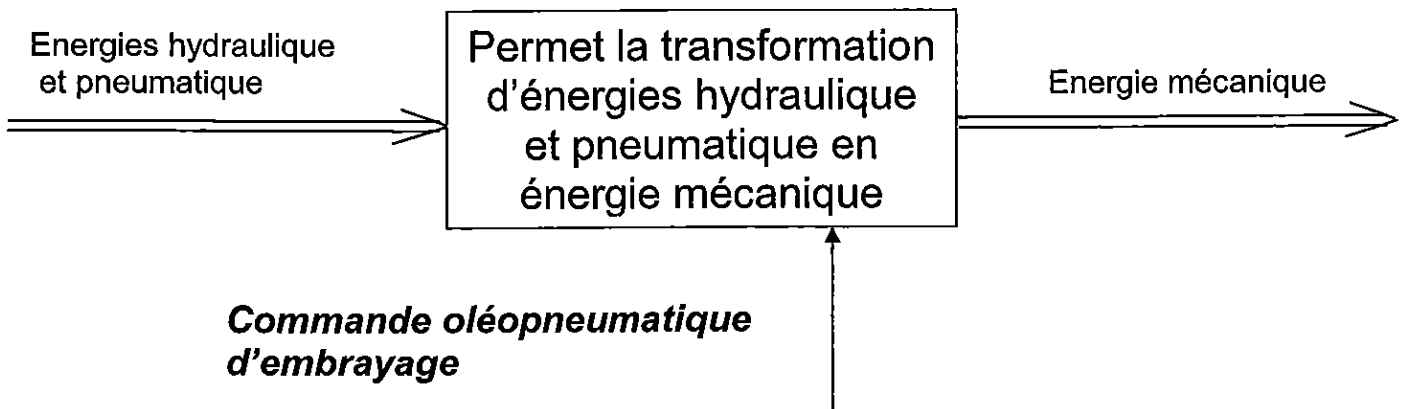 Energies hydraulique
et pneumatique
Permet la transformation
d'énergies hydraulique
et pneumatique en
énergie mécanique
Energie mécanique
Commande oléopneumatique
d'embrayage